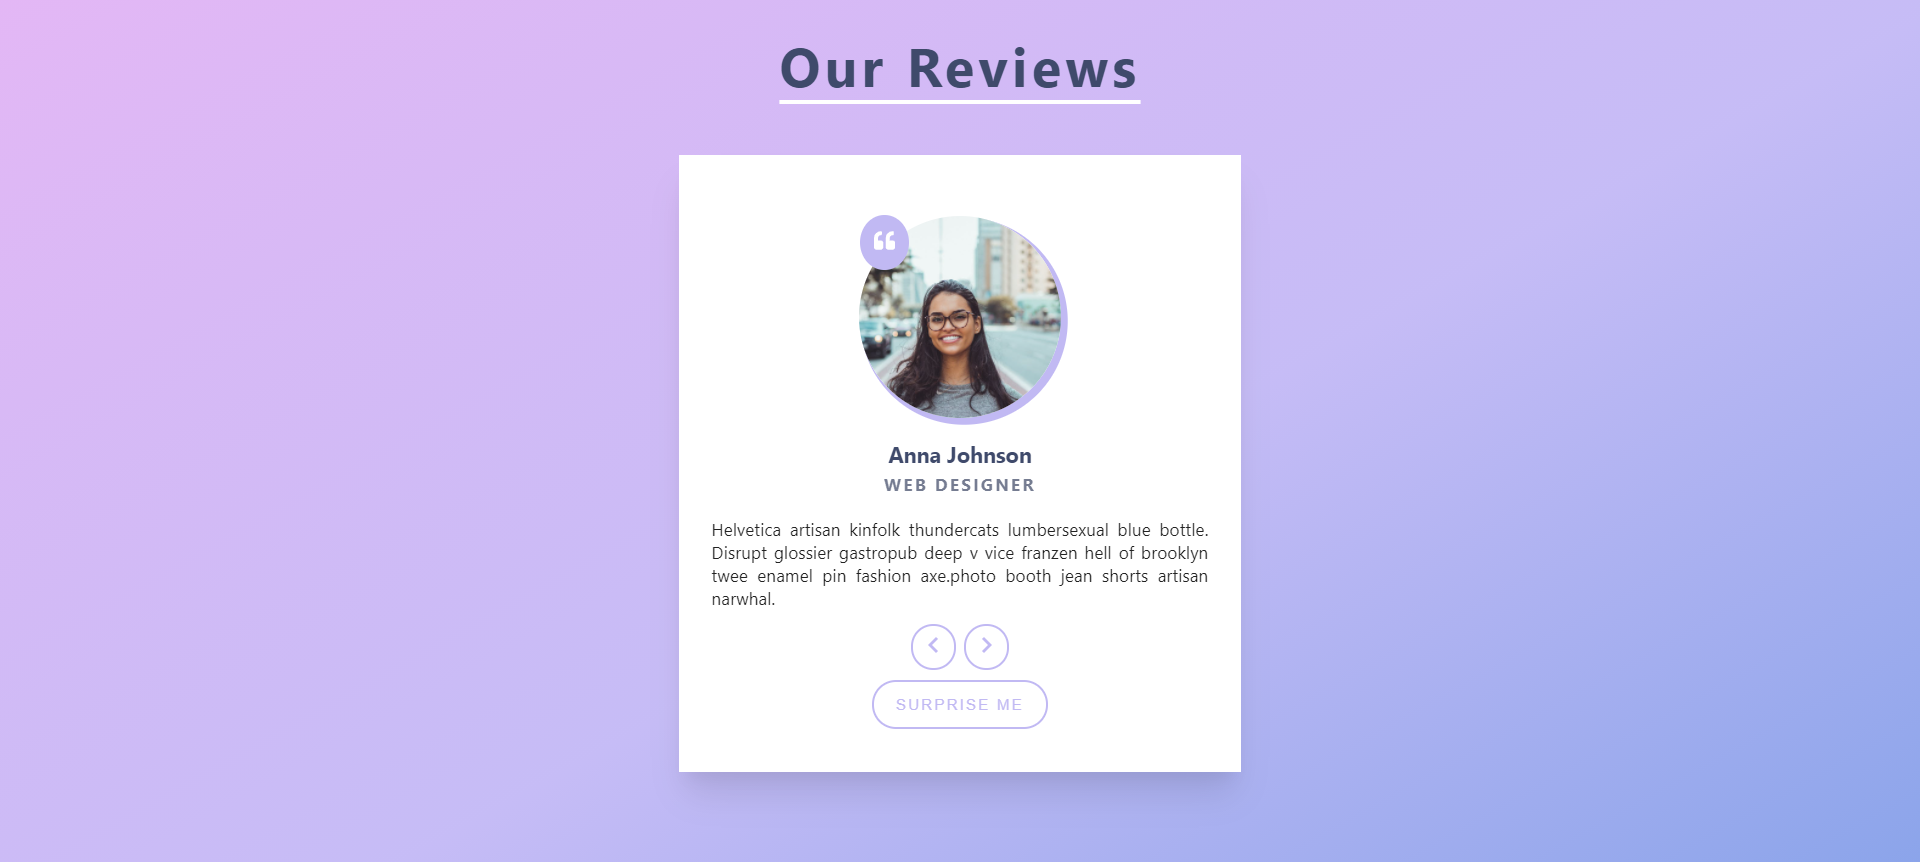 Our Reviews
Anna Johnson
WEB DESIGNER
Helvetica artisan kinfolk thundercats lumbersexual blue bottle.
Disrupt glossier gastropub deep v vice franzen hell of brooklyn
twee enamel pin fashion axe.photo booth jean shorts artisan
narwhal.
SURPRISE ME